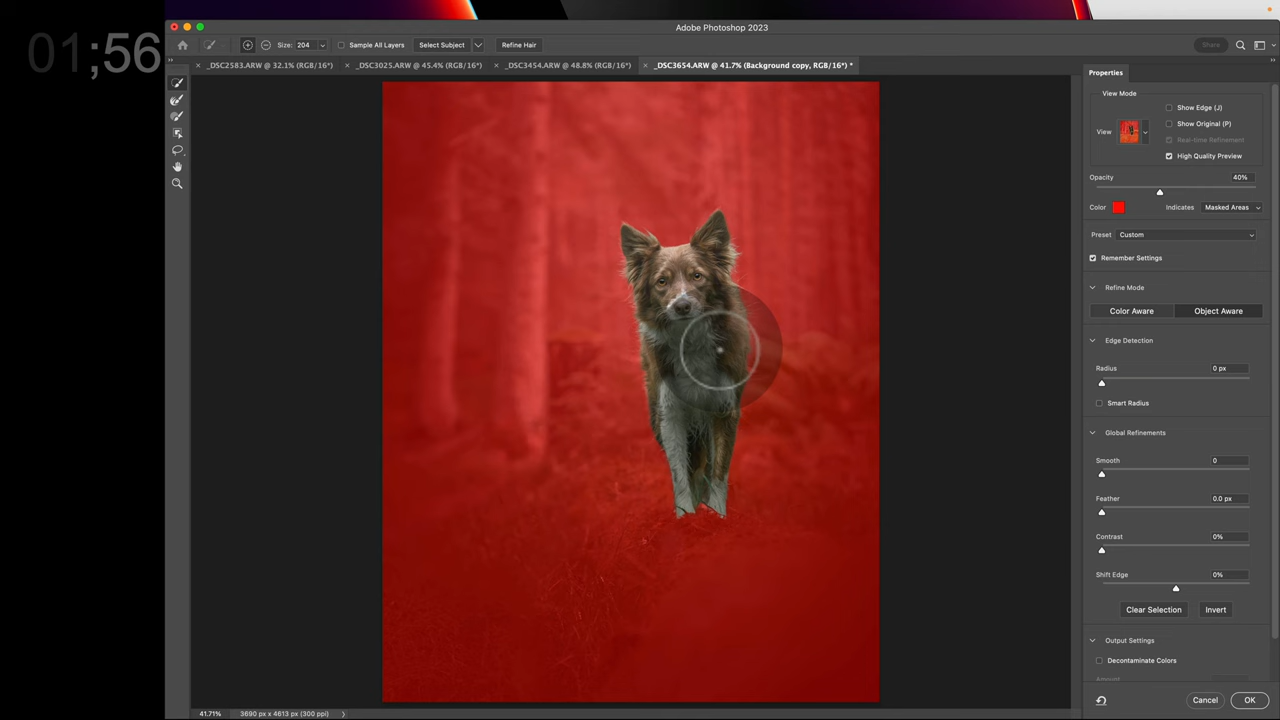 01;56
Adobe Photoshop 2023
Size: 204 Sample All Layers Select Subject Refine Hair Share
_DSC2583.ARW @ 32.1% (RGB/16*) _DSC3025.ARW @ 45.4% (RGB/16*) _DSC3454.ARW @ 48.8% (RGB/16*) _DSC3654.ARW @ 41.7% (Background copy, RGB/16*) *
Properties
View Mode
Show Edge (J)
Show Original (P)
View
Real-time Refinement
High Quality Preview
Opacity 40%
Color Indicates Masked Areas
Preset Custom
Remember Settings
Refine Mode
Color Aware Object Aware
Edge Detection
Radius 0 px
Smart Radius
Global Refinements
Smooth 0
Feather 0.0 px
Contrast 0%
Shift Edge 0%
Clear Selection Invert
Output Settings
Decontaminate Colors
Amount
Cancel OK
41.71% 3690 px x 4613 px (300 ppi)